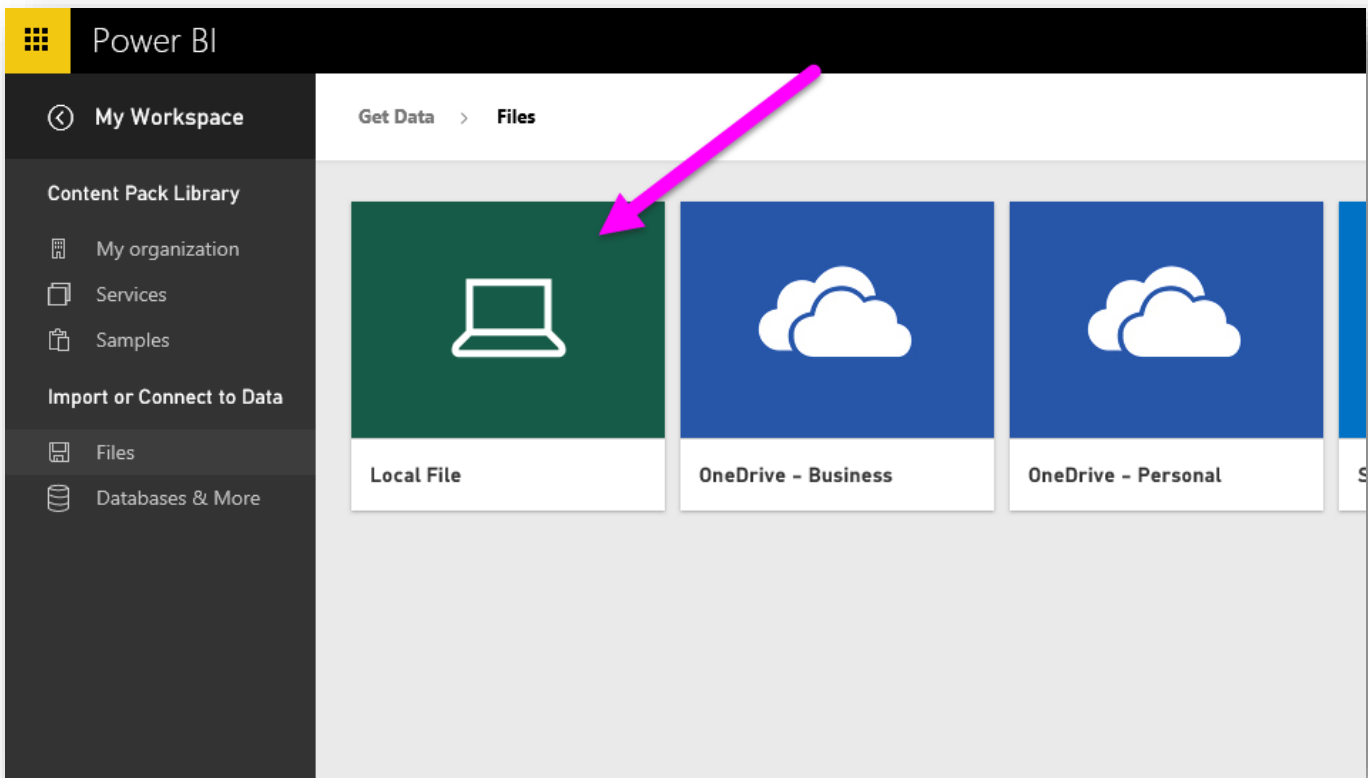 Power BI
My Workspace
Get Data > Files
Content Pack Library
My organization
Services
Samples
Import or Connect to Data
Files
Databases & More
Local File
OneDrive – Business
OneDrive – Personal